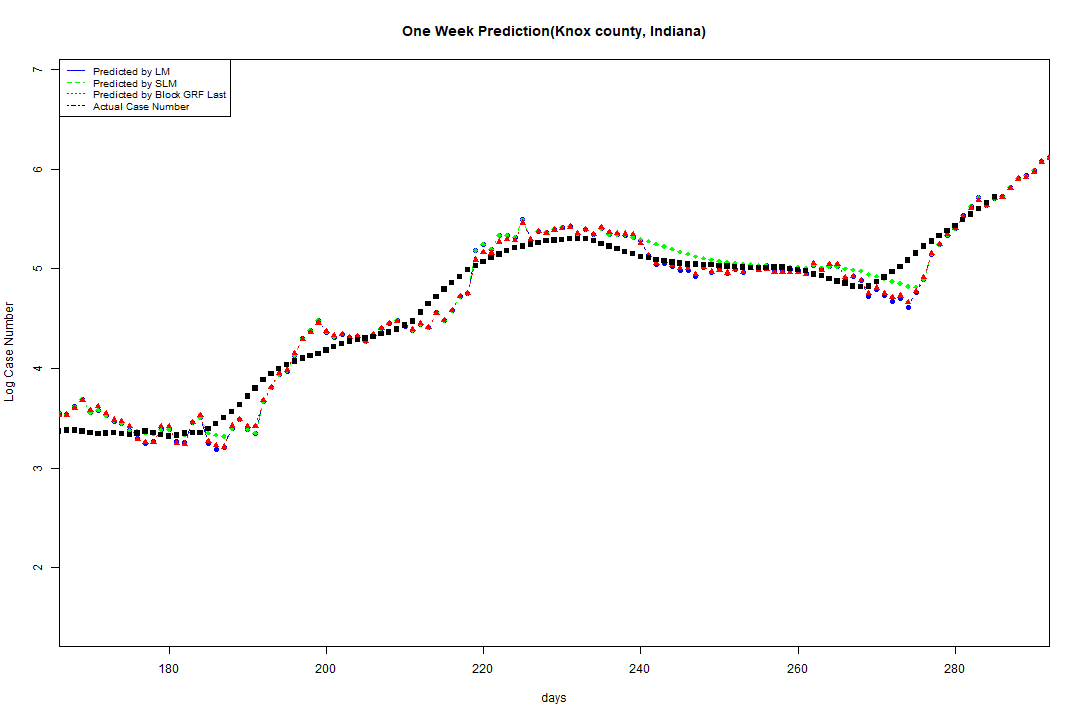 One Week Prediction(Knox county, Indiana)
Predicted by LM
Predicted by SLM
Predicted by Block GRF Last
Actual Case Number
7
6
5
4
3
2
Log Case Number
180 200 220 240 260 280
days